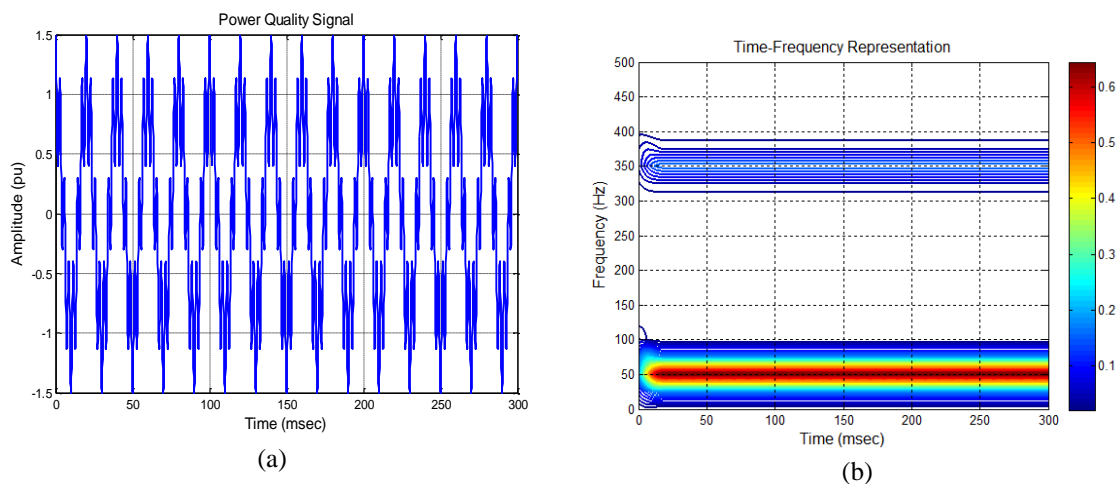 Power Quality Signal
1.5
1
0.5
0
-0.5
-1
-1.5
Amplitude (pu)
0 50 100 150 200 250 300
Time (msec)
(a)
Time-Frequency Representation
500
450
400
350
300
250
200
150
100
50
0
Frequency (Hz)
0 50 100 150 200 250 300
Time (msec)
0.6
0.5
0.4
0.3
0.2
0.1
(b)